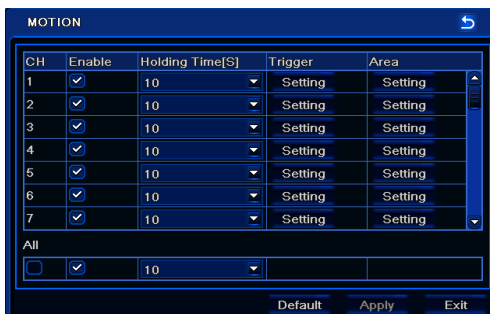 MOTION
CH Enable Holding Time[S] Trigger Area
1 10 Setting Setting
2 10 Setting Setting
3 10 Setting Setting
4 10 Setting Setting
5 10 Setting Setting
6 10 Setting Setting
7 10 Setting Setting
All
10
Default Apply Exit